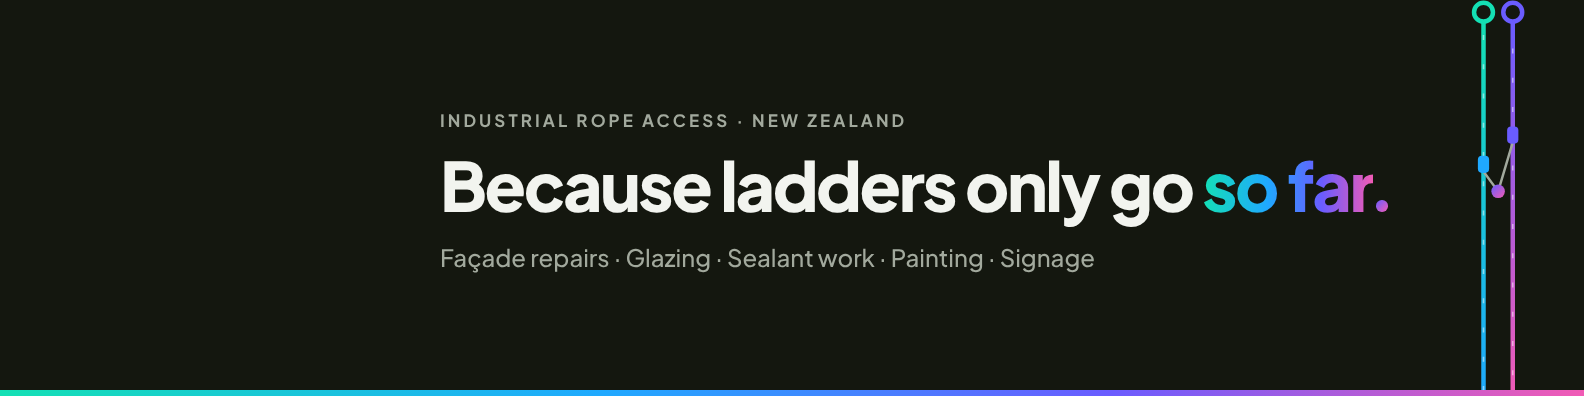 INDUSTRIAL ROPE ACCESS · NEW ZEALAND
Because ladders only go so far.
Façade repairs · Glazing · Sealant work · Painting · Signage